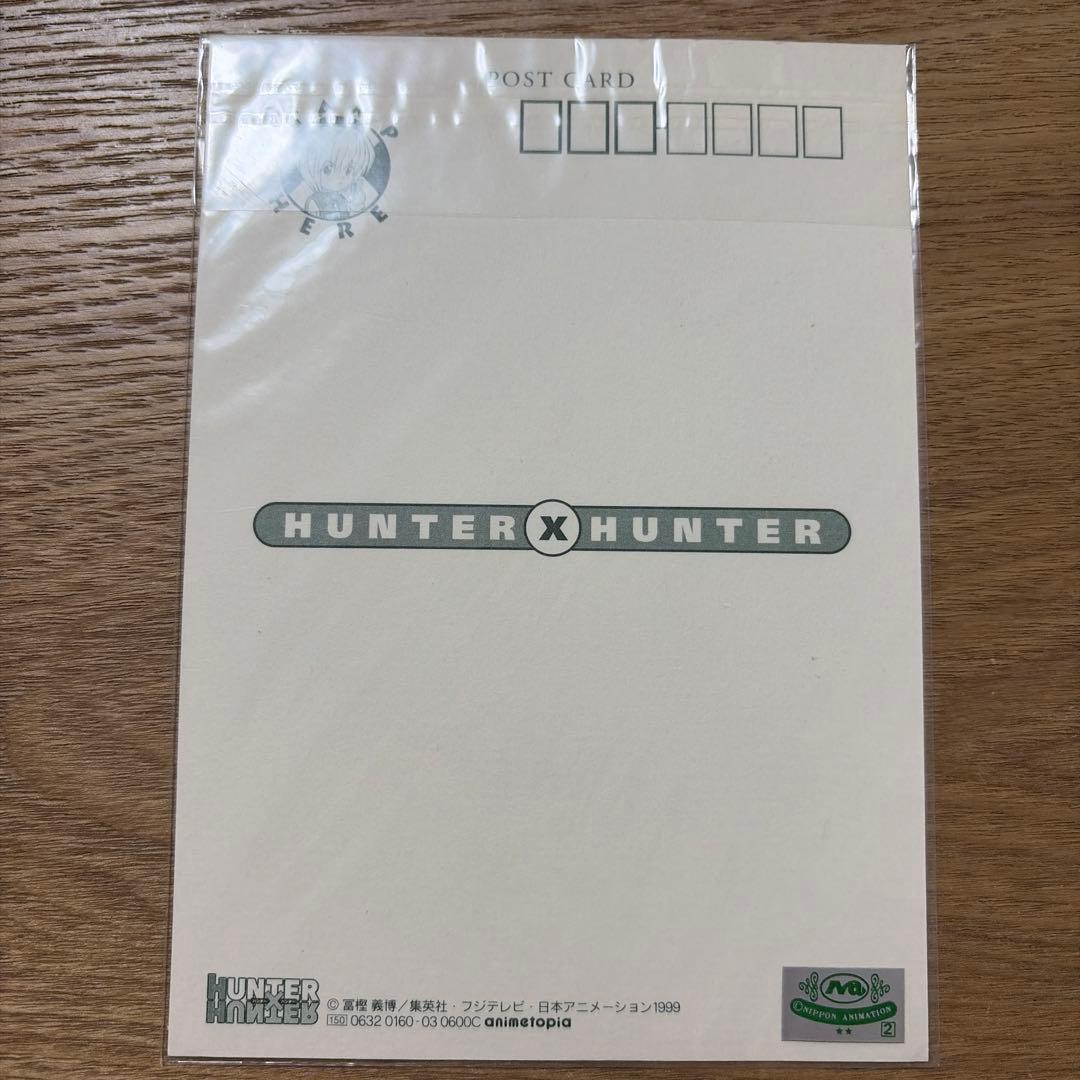 POST CARD
HERE
HUNTER X HUNTER
HUNTER
HUNTER
© 冨樫 義博／集英社・フジテレビ・日本アニメーション1999
150 0632 0160-03 0600C animetopia
Na
©NIPPON ANIMATION
★★
2